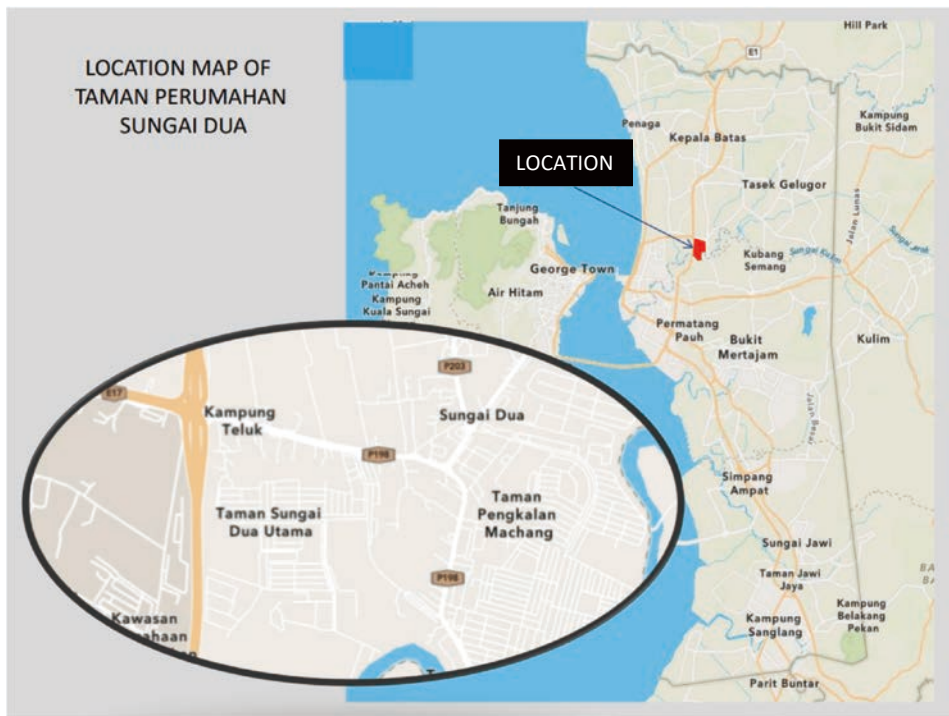 LOCATION MAP OF
TAMAN PERUMAHAN
SUNGAI DUA
Hill Park
E1
Kampung
Bukit Sidam
Penaga
Kepala Batas
LOCATION
Tasek Gelugor
Jalan Lunas
Tanjung
Bungah
Kubang
Semang
George Town
Pantai Acheh
Kampung
Kuala Sungai
Air Hitam
Permatang
Pauh
Bukit
Mertajam
Kulim
P203
E17
Kampung
Teluk
Sungai Dua
P198
Taman Sungai
Dua Utama
Taman
Pengkalan
Machang
P198
Kawasan
Simpang
Ampat
Sungai Jawi
Taman Jawi
Jaya
Kampung
Sanglang
Kampung
Belakang
Pekan
Parit Buntar